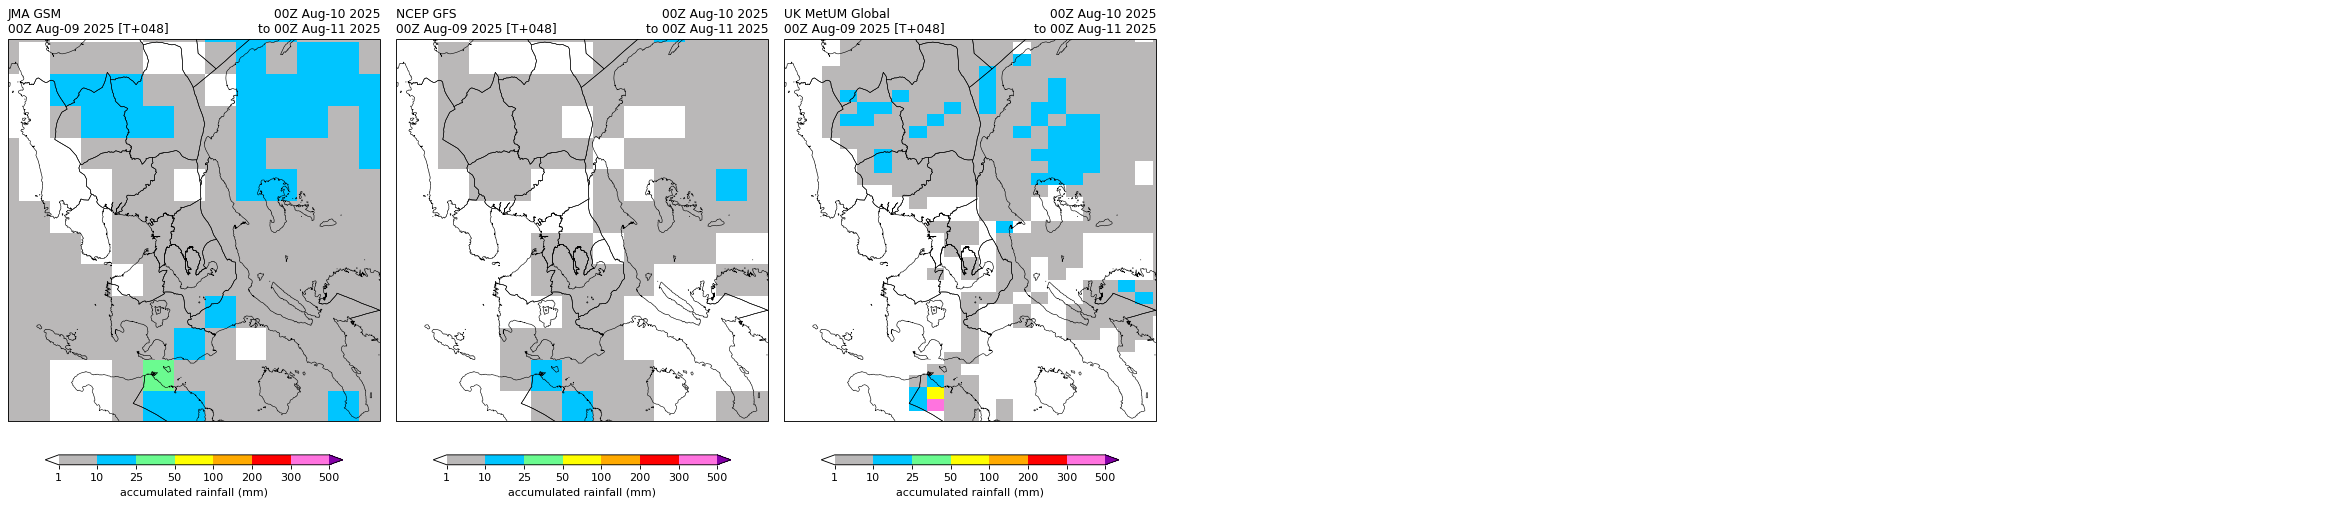 JMA GSM 00Z Aug-10 2025
00Z Aug-09 2025 [T+048] to 00Z Aug-11 2025
1 10 25 50 100 200 300 500
accumulated rainfall (mm)
NCEP GFS 00Z Aug-10 2025
00Z Aug-09 2025 [T+048] to 00Z Aug-11 2025
1 10 25 50 100 200 300 500
accumulated rainfall (mm)
UK MetUM Global 00Z Aug-10 2025
00Z Aug-09 2025 [T+048] to 00Z Aug-11 2025
1 10 25 50 100 200 300 500
accumulated rainfall (mm)